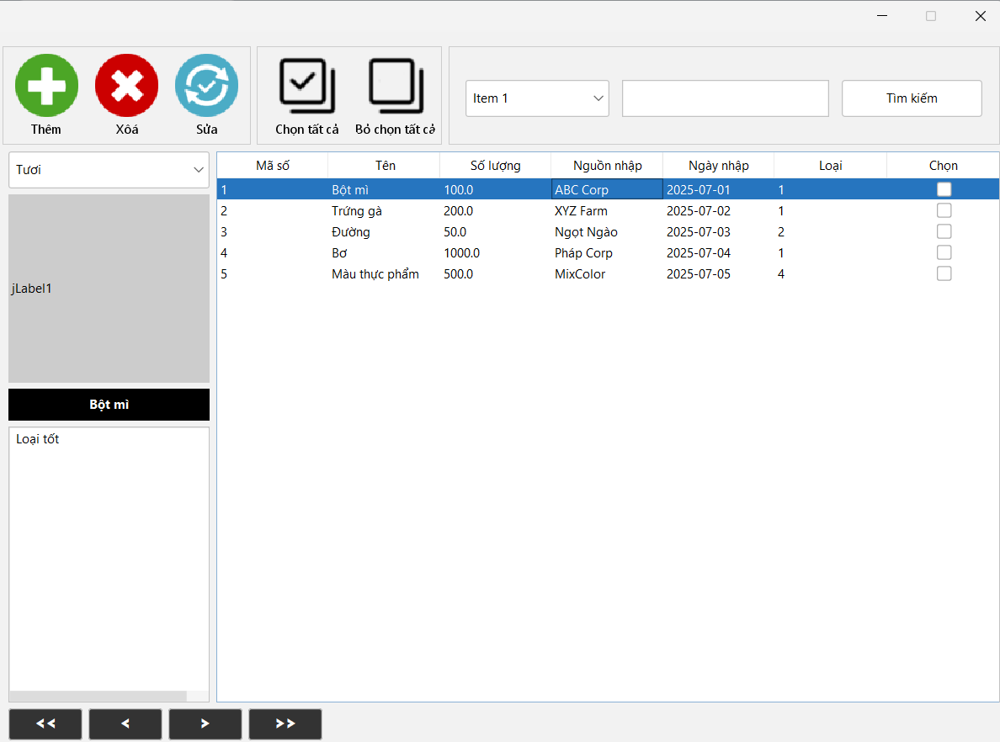 Thêm Xoá Sửa Chọn tất cả Bỏ chọn tất cả
Item 1 Tìm kiếm
Tươi
jLabel1
Bột mì
Loại tốt
Mã số Tên Số lượng Nguồn nhập Ngày nhập Loại Chọn
1 Bột mì 100.0 ABC Corp 2025-07-01 1
2 Trứng gà 200.0 XYZ Farm 2025-07-02 1
3 Đường 50.0 Ngọt Ngào 2025-07-03 2
4 Bơ 1000.0 Pháp Corp 2025-07-04 1
5 Màu thực phẩm 500.0 MixColor 2025-07-05 4
<< < > >>